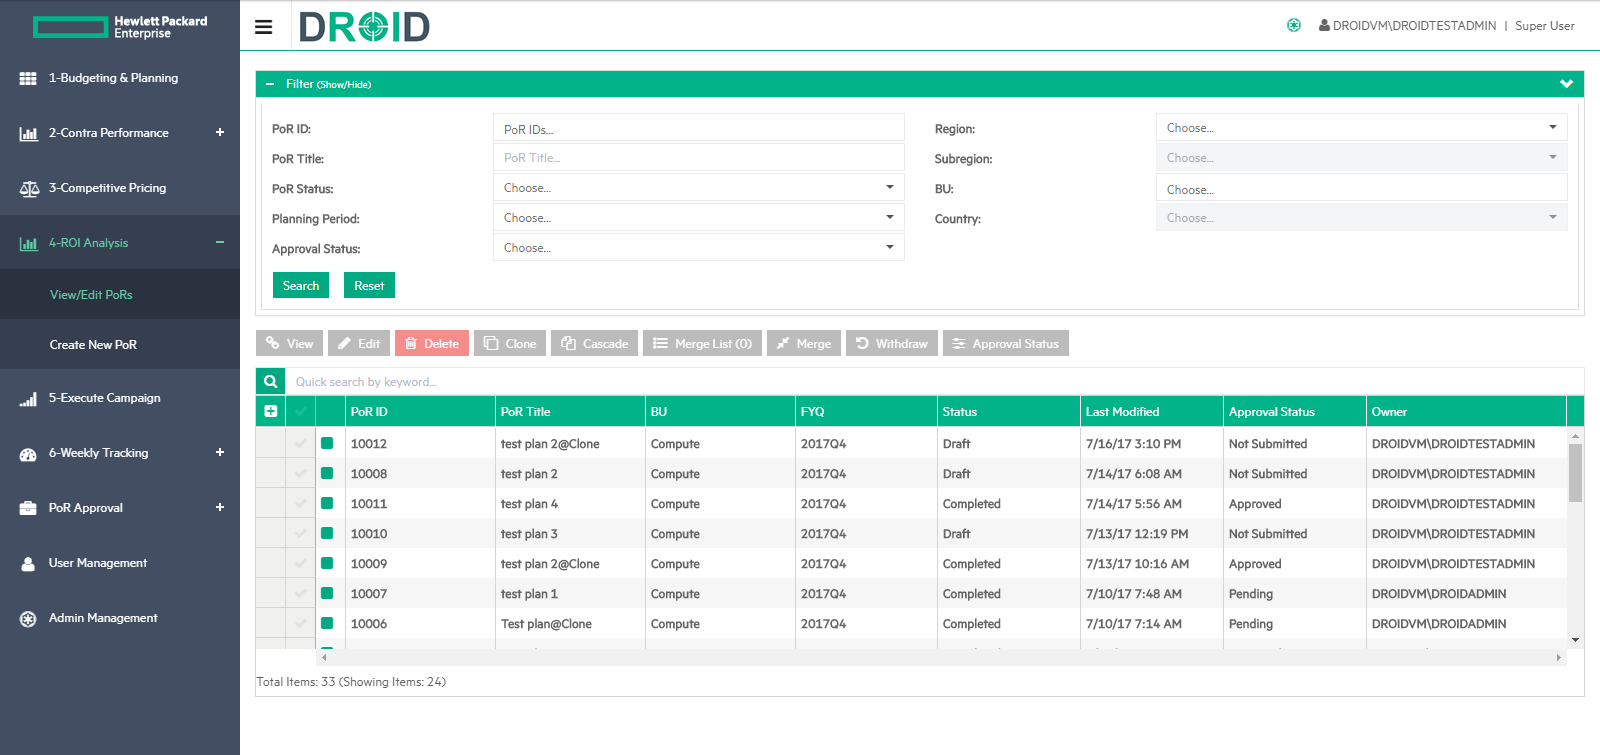 Hewlett Packard
Enterprise
DROID
DROIDVM\DROIDTESTADMIN | Super User
1-Budgeting & Planning
2-Contra Performance +
3-Competitive Pricing
4-ROI Analysis −
View/Edit PoRs
Create New PoR
5-Execute Campaign
6-Weekly Tracking +
PoR Approval +
User Management
Admin Management
− Filter (Show/Hide)
PoR ID: PoR IDs... Region: Choose...
PoR Title: PoR Title... Subregion: Choose...
PoR Status: Choose... BU: Choose...
Planning Period: Choose... Country: Choose...
Approval Status: Choose...
Search Reset
View Edit Delete Clone Cascade Merge List (0) Merge Withdraw Approval Status
Quick search by keyword...
PoR ID PoR Title BU FYQ Status Last Modified Approval Status Owner
10012 test plan 2@Clone Compute 2017Q4 Draft 7/16/17 3:10 PM Not Submitted DROIDVM\DROIDTESTADMIN
10008 test plan 2 Compute 2017Q4 Draft 7/14/17 6:08 AM Not Submitted DROIDVM\DROIDTESTADMIN
10011 test plan 4 Compute 2017Q4 Completed 7/14/17 5:56 AM Approved DROIDVM\DROIDTESTADMIN
10010 test plan 3 Compute 2017Q4 Draft 7/13/17 12:19 PM Not Submitted DROIDVM\DROIDTESTADMIN
10009 test plan 2@Clone Compute 2017Q4 Completed 7/13/17 10:16 AM Approved DROIDVM\DROIDTESTADMIN
10007 test plan 1 Compute 2017Q4 Completed 7/10/17 7:48 AM Pending DROIDVM\DROIDADMIN
10006 Test plan@Clone Compute 2017Q4 Completed 7/10/17 7:14 AM Pending DROIDVM\DROIDADMIN
Total Items: 33 (Showing Items: 24)